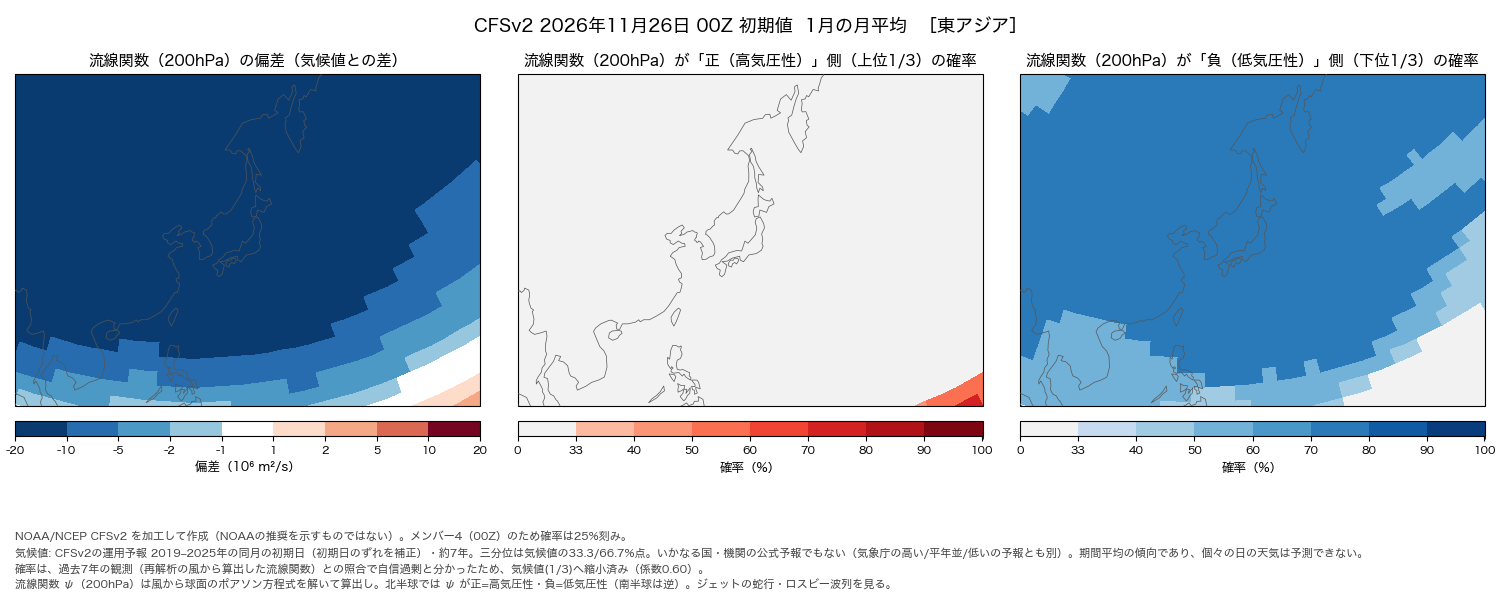 CFSv2 2026年11月26日 00Z 初期値 1月の月平均 ［東アジア］
流線関数（200hPa）の偏差（気候値との差）
流線関数（200hPa）が「正（高気圧性）」側（上位1/3）の確率
流線関数（200hPa）が「負（低気圧性）」側（下位1/3）の確率
-20 -10 -5 -2 -1 1 2 5 10 20
偏差（10⁶ m²/s）
0 33 40 50 60 70 80 90 100
確率（%）
0 33 40 50 60 70 80 90 100
確率（%）
NOAA/NCEP CFSv2 を加工して作成（NOAAの推奨を示すものではない）。メンバー4（00Z）のため確率は25%刻み。
気候値: CFSv2の運用予報 2019–2025年の同月の初期日（初期日のずれを補正）・約7年。三分位は気候値の33.3/66.7%点。いかなる国・機関の公式予報でもない（気象庁の高い/平年並/低いの予報とも別）。期間平均の傾向であり、個々の日の天気は予測できない。
確率は、過去7年の観測（再解析の風から算出した流線関数）との照合で自信過剰と分かったため、気候値(1/3)へ縮小済み（係数0.60）。
流線関数 ψ（200hPa）は風から球面のポアソン方程式を解いて算出し。北半球では ψ が正=高気圧性・負=低気圧性（南半球は逆）。ジェットの蛇行・ロスビー波列を見る。